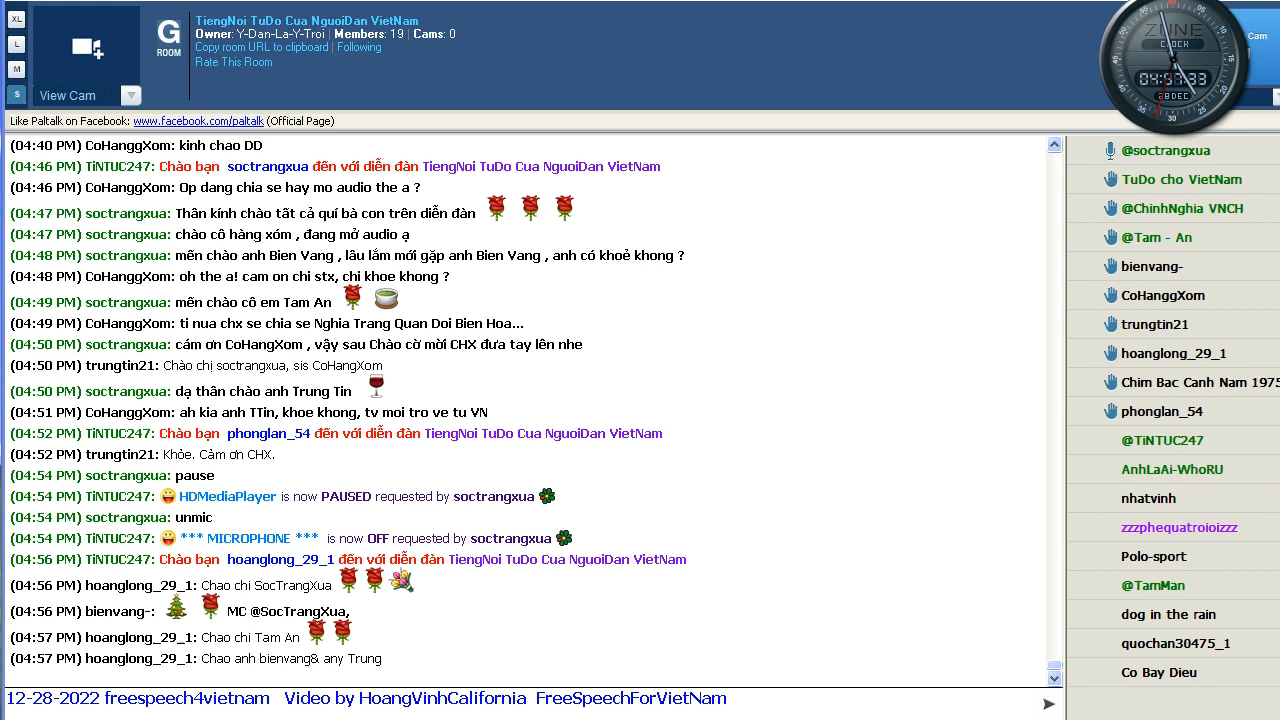 XL
L
M
S
View Cam
G
ROOM
TiengNoi TuDo Cua NguoiDan VietNam
Owner: Y-Dan-La-Y-Troi | Members: 19 | Cams: 0
Copy room URL to clipboard | Following
Rate This Room
ZUNE
CLOCK
28 DEC
Cam
Like Paltalk on Facebook: www.facebook.com/paltalk (Official Page)
(04:40 PM) CoHanggXom: kinh chao DD
(04:46 PM) TiNTUC247: Chào bạn soctrangxua đến với diễn đàn TiengNoi TuDo Cua NguoiDan VietNam
(04:46 PM) CoHanggXom: Op dang chia se hay mo audio the a ?
(04:47 PM) soctrangxua: Thân kính chào tất cả quí bà con trên diễn đàn
(04:47 PM) soctrangxua: chào cô hàng xóm , đang mở audio ạ
(04:48 PM) soctrangxua: mến chào anh Bien Vang , lâu lắm mới gặp anh Bien Vang , anh có khoẻ khong ?
(04:48 PM) CoHanggXom: oh the a! cam on chi stx, chi khoe khong ?
(04:49 PM) soctrangxua: mến chào cô em Tam An
(04:49 PM) CoHanggXom: ti nua chx se chia se Nghia Trang Quan Doi Bien Hoa...
(04:50 PM) soctrangxua: cám ơn CoHangXom , vậy sau Chào cờ mời CHX đưa tay lên nhe
(04:50 PM) trungtin21: Chào chị soctrangxua, sis CoHangXom
(04:50 PM) soctrangxua: dạ thân chào anh Trung Tin
(04:51 PM) CoHanggXom: ah kia anh TTin, khoe khong, tv moi tro ve tu VN
(04:52 PM) TiNTUC247: Chào bạn phonglan_54 đến với diễn đàn TiengNoi TuDo Cua NguoiDan VietNam
(04:52 PM) trungtin21: Khỏe. Cảm ơn CHX.
(04:54 PM) soctrangxua: pause
(04:54 PM) TiNTUC247: HDMediaPlayer is now PAUSED requested by soctrangxua
(04:54 PM) soctrangxua: unmic
(04:54 PM) TiNTUC247: *** MICROPHONE *** is now OFF requested by soctrangxua
(04:56 PM) TiNTUC247: Chào bạn hoanglong_29_1 đến với diễn đàn TiengNoi TuDo Cua NguoiDan VietNam
(04:56 PM) hoanglong_29_1: Chao chi SocTrangXua
(04:56 PM) bienvang-: MC @SocTrangXua,
(04:57 PM) hoanglong_29_1: Chao chi Tam An
(04:57 PM) hoanglong_29_1: Chao anh bienvang& any Trung
@soctrangxua
TuDo cho VietNam
@ChinhNghia VNCH
@Tam - An
bienvang-
CoHanggXom
trungtin21
hoanglong_29_1
Chim Bac Canh Nam 1975
phonglan_54
@TiNTUC247
AnhLaAi-WhoRU
nhatvinh
zzzphequatroioizzz
Polo-sport
@TamMan
dog in the rain
quochan30475_1
Co Bay Dieu
12-28-2022 freespeech4vietnam Video by HoangVinhCalifornia FreeSpeechForVietNam